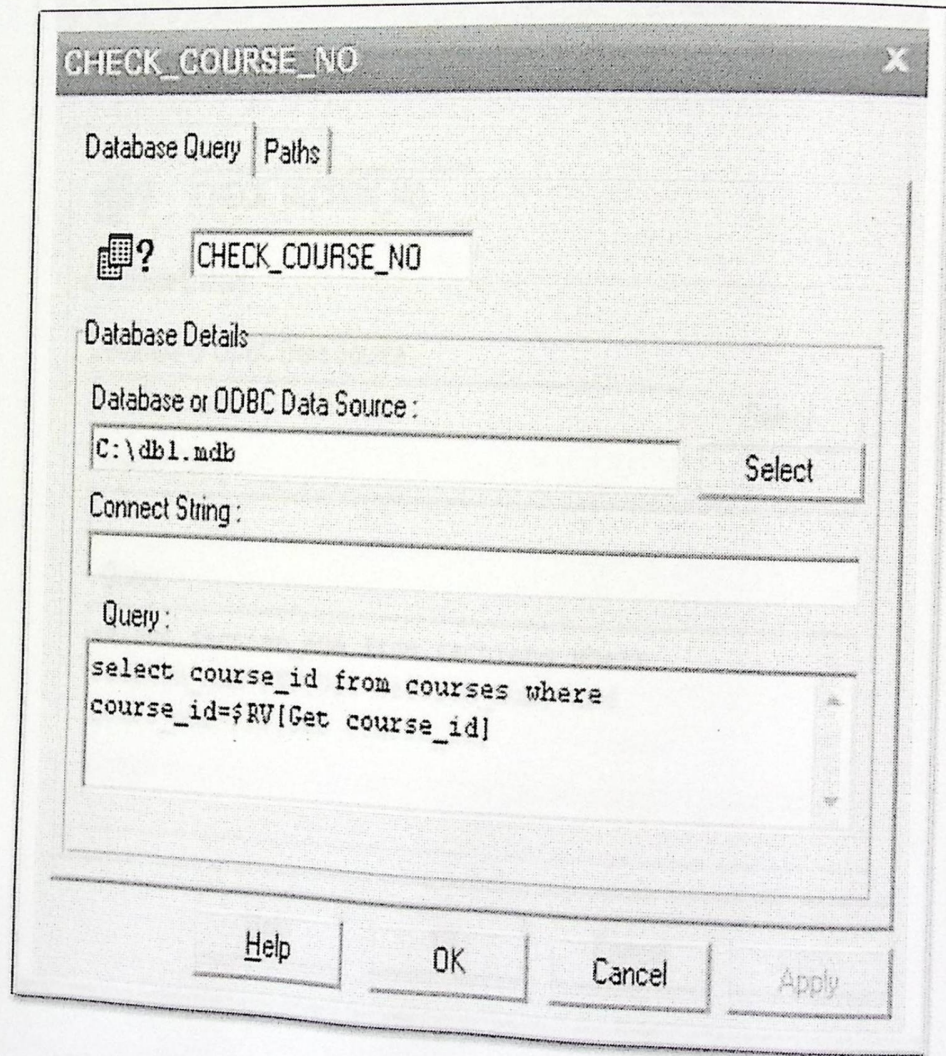 CHECK_COURSE_NO X
Database Query Paths
? CHECK_COURSE_NO
Database Details
Database or ODBC Data Source :
C:\db1.mdb
Select
Connect String :
Query :
select course_id from courses where
course_id=$RV[Get course_id]
Help OK Cancel Apply